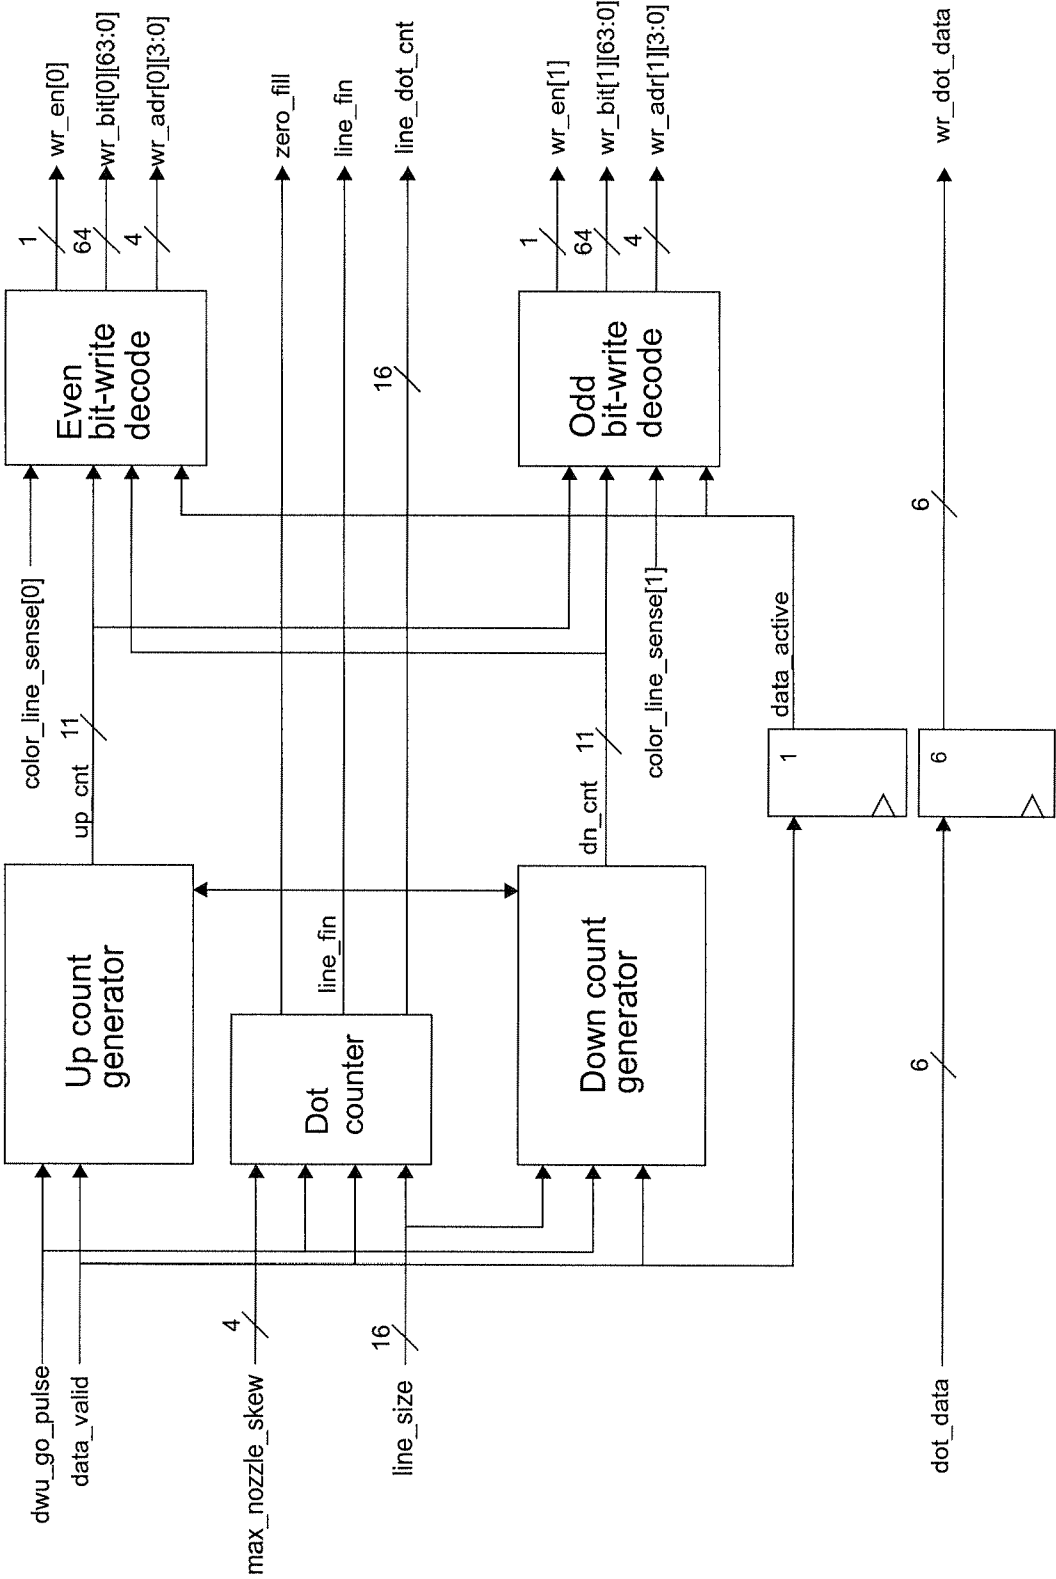 wr_en[0]
wr_bit[0][63:0]
wr_adr[0][3:0]
zero_fill
line_fin
line_dot_cnt
wr_en[1]
wr_bit[1][63:0]
wr_adr[1][3:0]
wr_dot_data
1
64
4
16
1
64
4
6
Even
bit-write
decode
Odd
bit-write
decode
color_line_sense[0]
11
up_cnt
11
dn_cnt
color_line_sense[1]
data_active
1
6
Up count
generator
line_fin
Dot
counter
Down count
generator
6
4
16
dwu_go_pulse
data_valid
max_nozzle_skew
line_size
dot_data